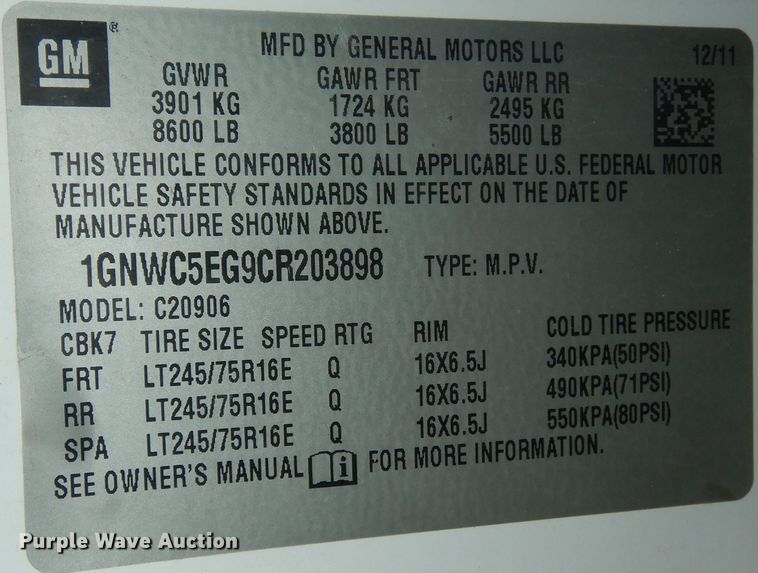 GM®
MFD BY GENERAL MOTORS LLC 12/11
GVWR GAWR FRT GAWR RR
3901 KG 1724 KG 2495 KG
8600 LB 3800 LB 5500 LB
THIS VEHICLE CONFORMS TO ALL APPLICABLE U.S. FEDERAL MOTOR
VEHICLE SAFETY STANDARDS IN EFFECT ON THE DATE OF
MANUFACTURE SHOWN ABOVE.
1GNWC5EG9CR203898 TYPE: M.P.V.
MODEL: C20906
CBK7 TIRE SIZE SPEED RTG RIM COLD TIRE PRESSURE
FRT LT245/75R16E Q 16X6.5J 340KPA(50PSI)
RR LT245/75R16E Q 16X6.5J 490KPA(71PSI)
SPA LT245/75R16E Q 16X6.5J 550KPA(80PSI)
SEE OWNER'S MANUAL i FOR MORE INFORMATION.
Purple Wave Auction